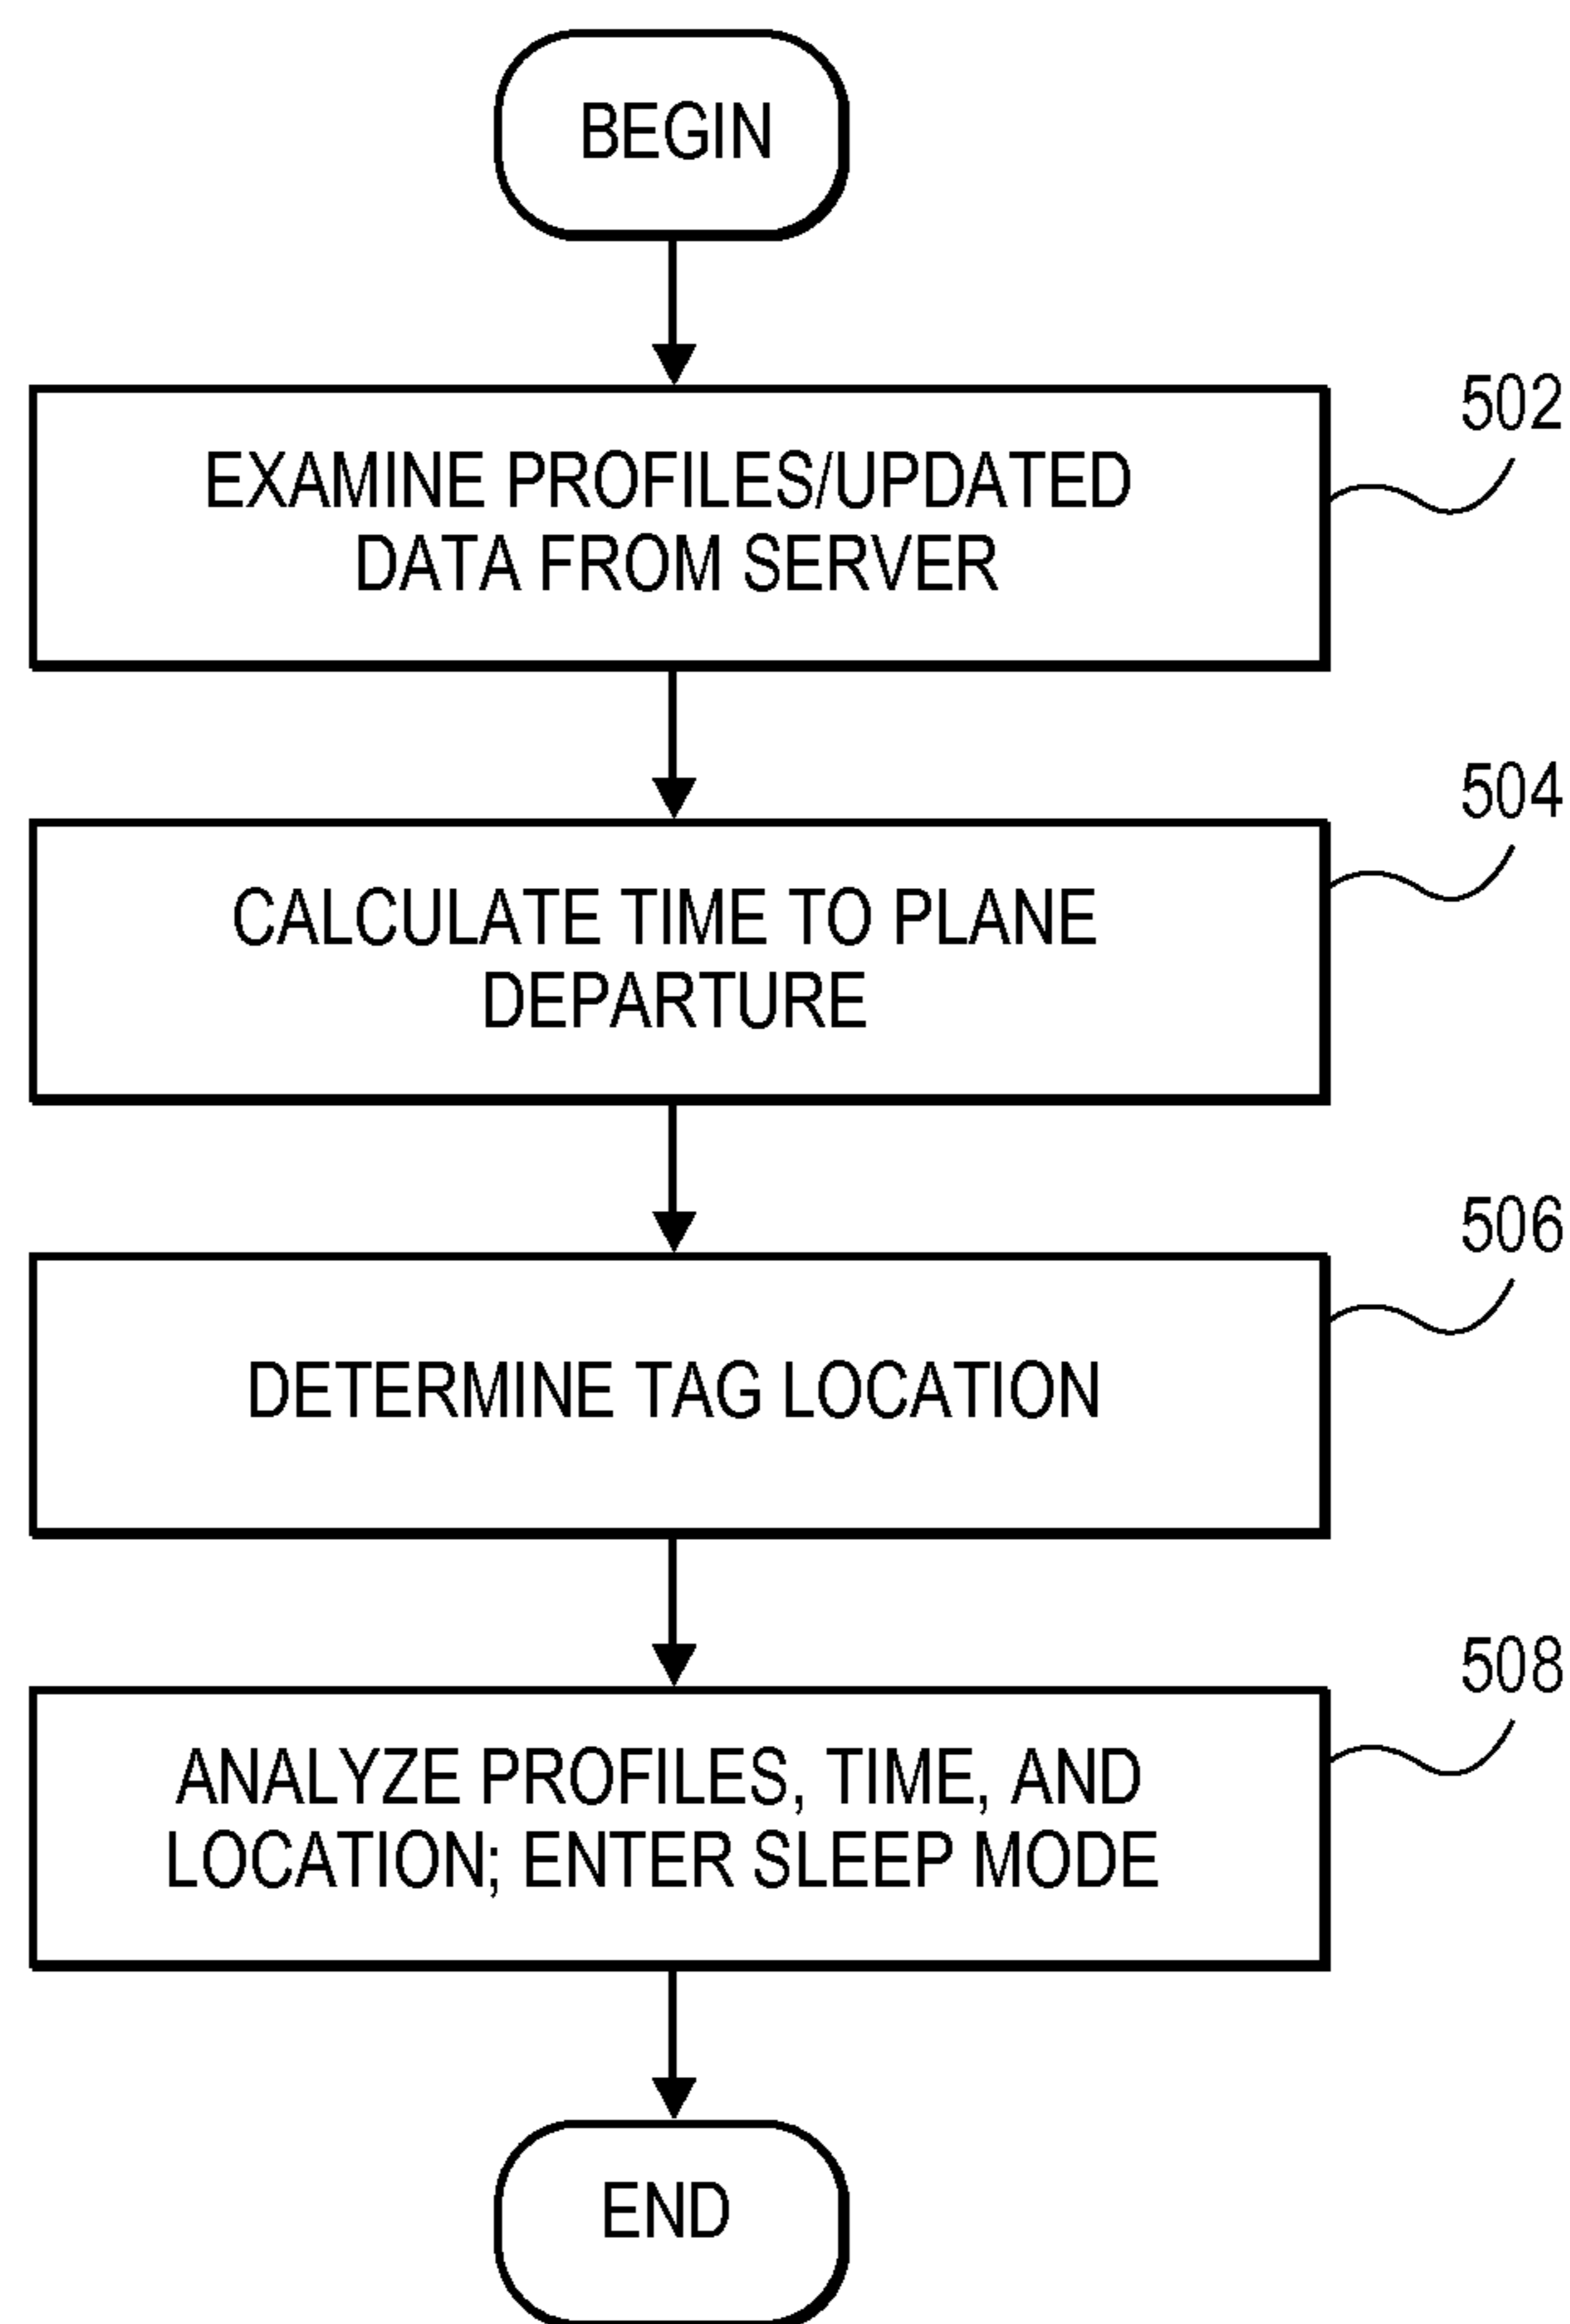 BEGIN
502
EXAMINE PROFILES/UPDATED
DATA FROM SERVER
504
CALCULATE TIME TO PLANE
DEPARTURE
506
DETERMINE TAG LOCATION
508
ANALYZE PROFILES, TIME, AND
LOCATION; ENTER SLEEP MODE
END